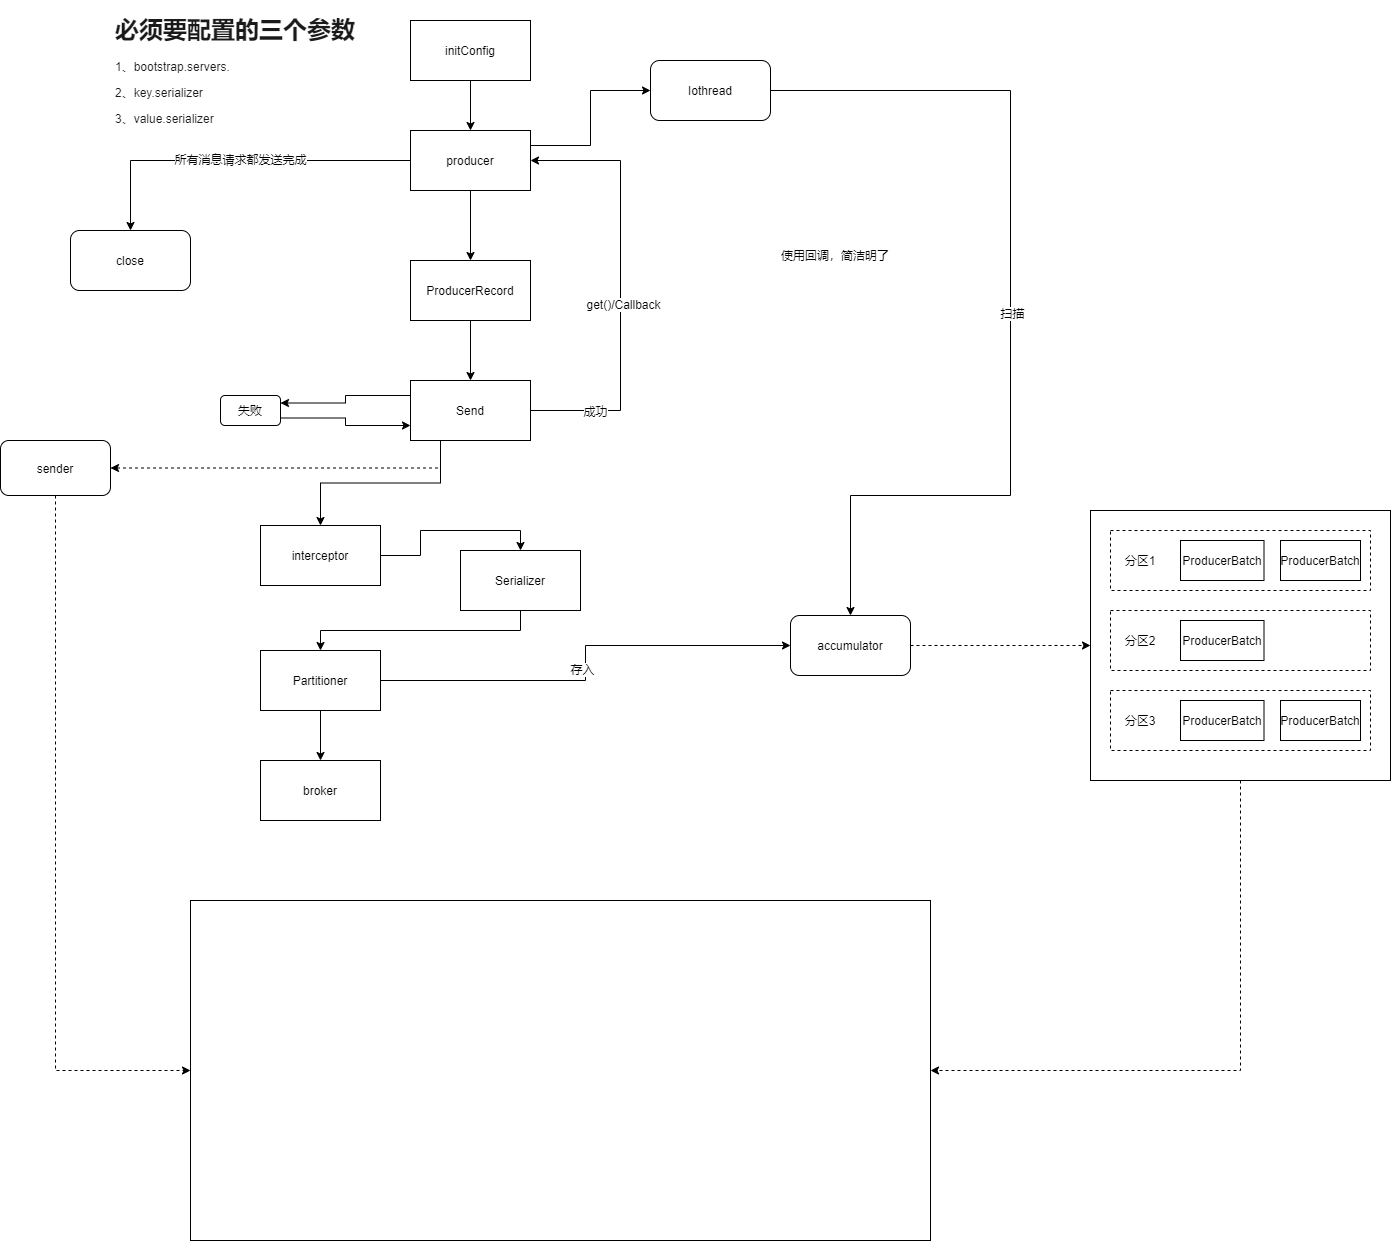 必须要配置的三个参数
1、bootstrap.servers.
2、key.serializer
3、value.serializer
initConfig
Iothread
producer
所有消息请求都发送完成
close
使用回调，简洁明了
ProducerRecord
get()/Callback
扫描
失败
Send
成功
sender
interceptor
Serializer
分区1
ProducerBatch
ProducerBatch
分区2
ProducerBatch
accumulator
存入
Partitioner
分区3
ProducerBatch
ProducerBatch
broker